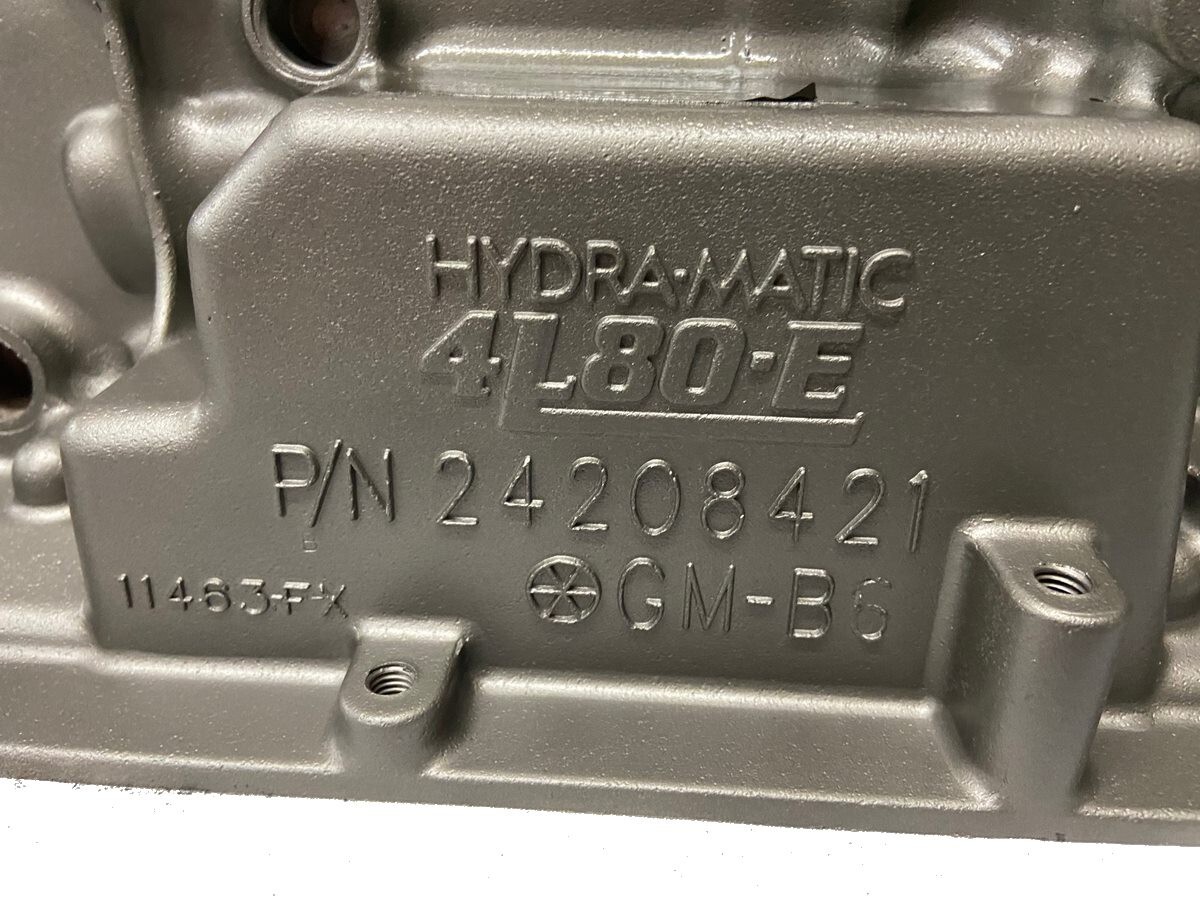 HYDRA-MATIC
4L80-E
P/N 24208421
11463-F-X
GM-B6